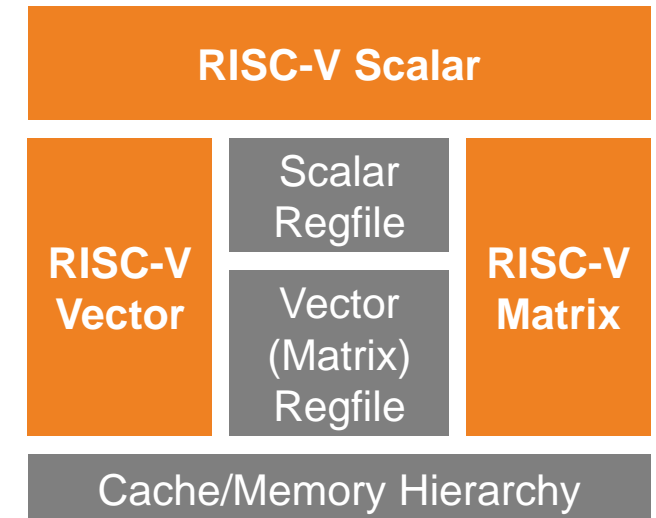 RISC-V Scalar
RISC-V
Vector
Scalar
Regfile
Vector
(Matrix)
Regfile
RISC-V
Matrix
Cache/Memory Hierarchy